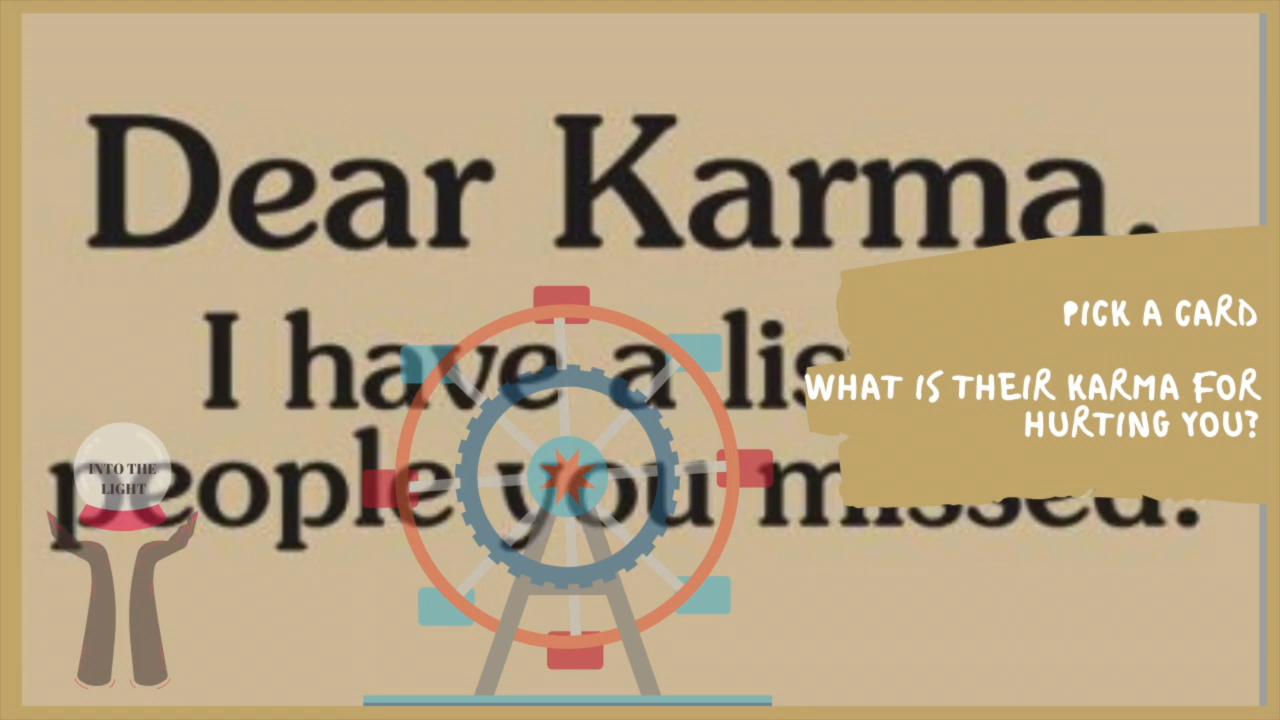 Dear Karma.
I have a lis
people you missed.
PICK A CARD
WHAT IS THEIR KARMA FOR
HURTING YOU?
INTO THE
LIGHT